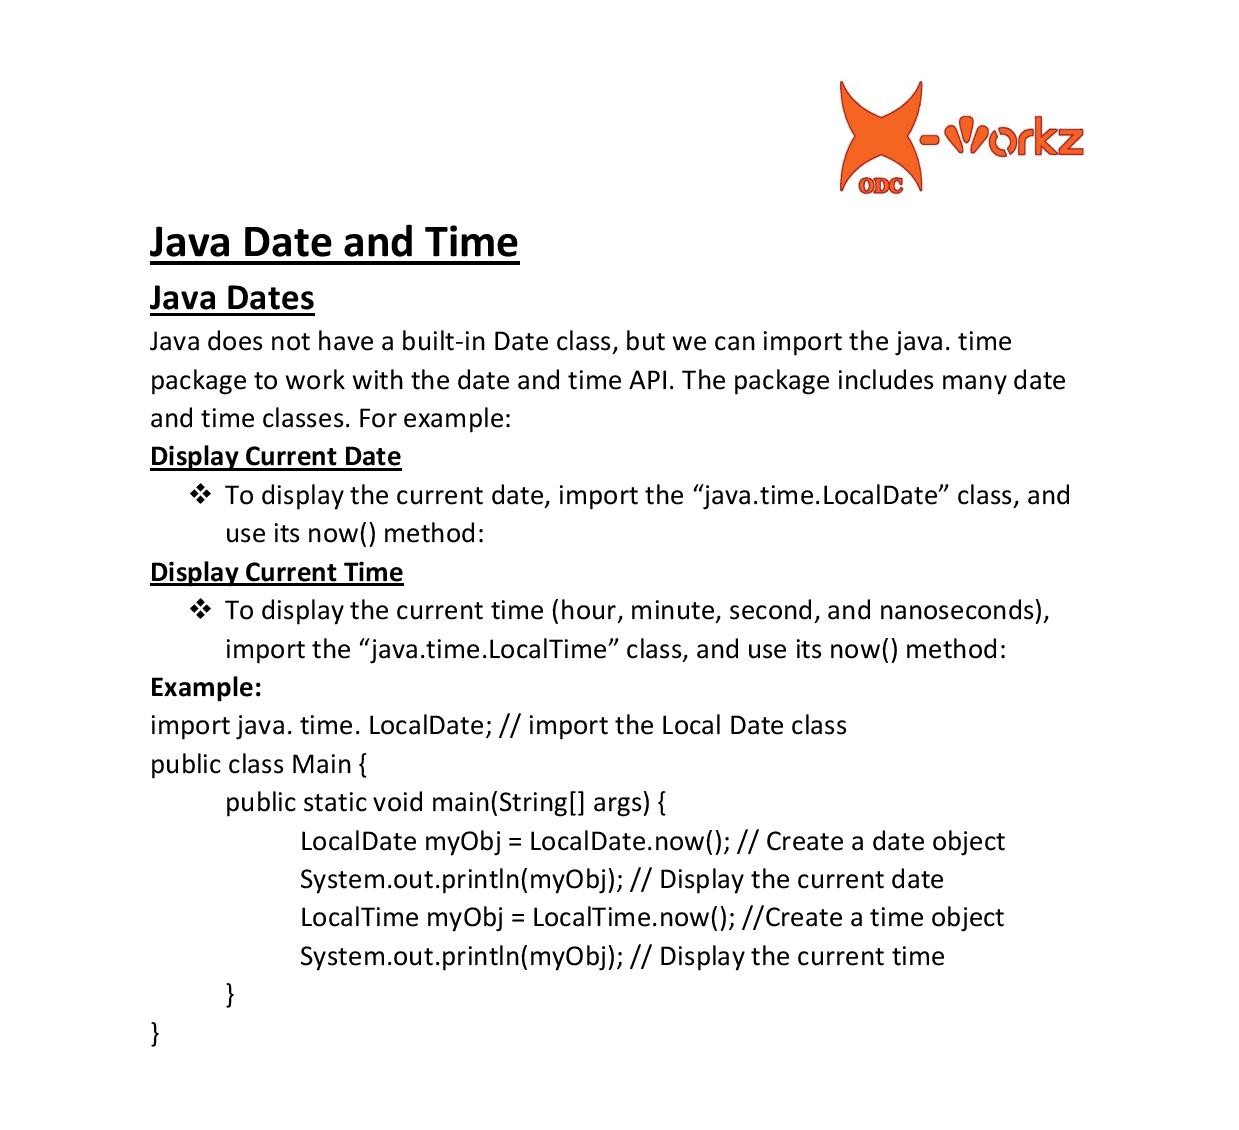 X-Workz
ODC
Java Date and Time
Java Dates
Java does not have a built-in Date class, but we can import the java. time
package to work with the date and time API. The package includes many date
and time classes. For example:
Display Current Date
❖ To display the current date, import the “java.time.LocalDate” class, and
use its now() method:
Display Current Time
❖ To display the current time (hour, minute, second, and nanoseconds),
import the “java.time.LocalTime” class, and use its now() method:
Example:
import java. time. LocalDate; // import the Local Date class
public class Main {
public static void main(String[] args) {
LocalDate myObj = LocalDate.now(); // Create a date object
System.out.println(myObj); // Display the current date
LocalTime myObj = LocalTime.now(); //Create a time object
System.out.println(myObj); // Display the current time
}
}